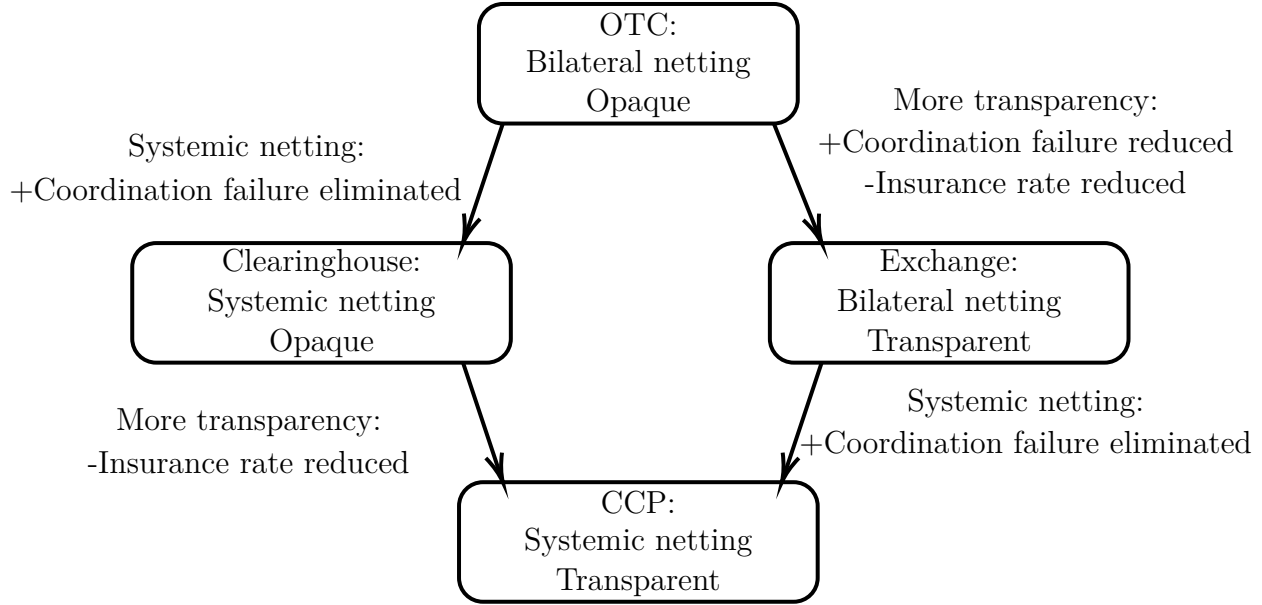 OTC:
Bilateral netting
Opaque
More transparency:
+Coordination failure reduced
-Insurance rate reduced
Systemic netting:
+Coordination failure eliminated
Clearinghouse:
Systemic netting
Opaque
Exchange:
Bilateral netting
Transparent
More transparency:
-Insurance rate reduced
Systemic netting:
+Coordination failure eliminated
CCP:
Systemic netting
Transparent